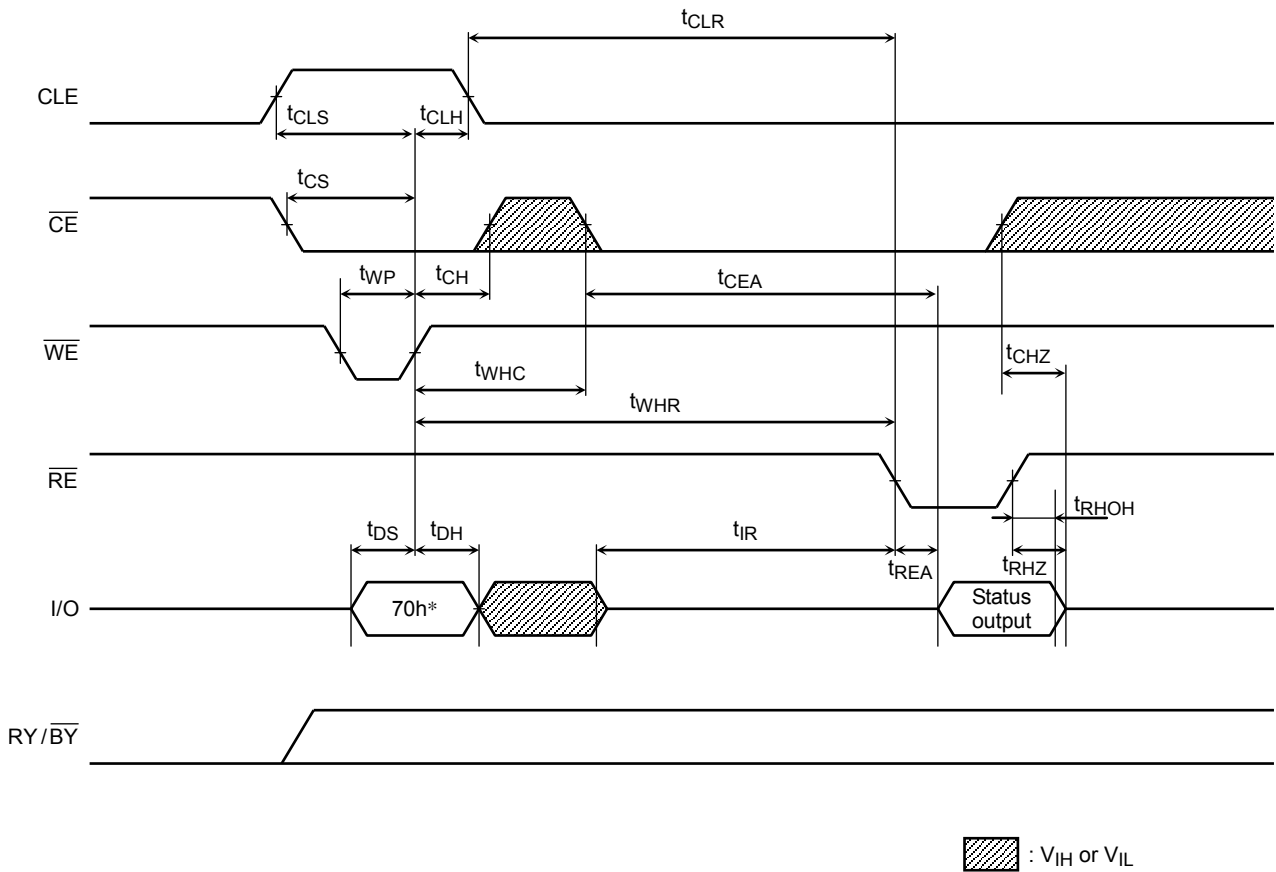 tCLR
CLE
tCLS
tCLH
tCS
CE
tWP
tCH
tCEA
WE
tCHZ
tWHC
tWHR
RE
tRHOH
tDS
tDH
tIR
tREA
tRHZ
I/O
70h*
Status
output
RY/BY
: VIH or VIL